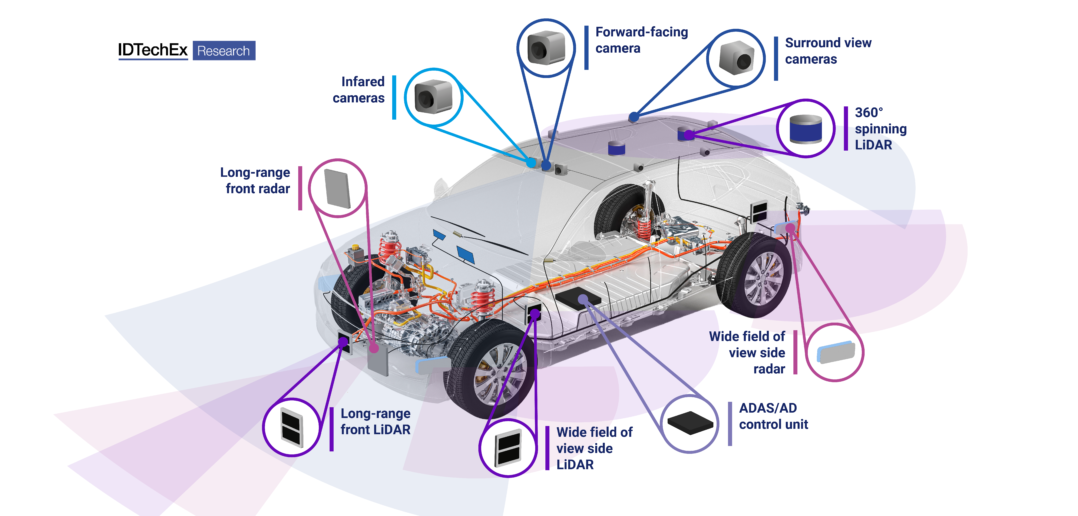 IDTechEx Research
Forward-facing
camera
Surround view
cameras
Infared
cameras
360°
spinning
LiDAR
Long-range
front radar
Wide field of
view side
radar
Long-range
front LiDAR
ADAS/AD
control unit
Wide field of
view side
LiDAR